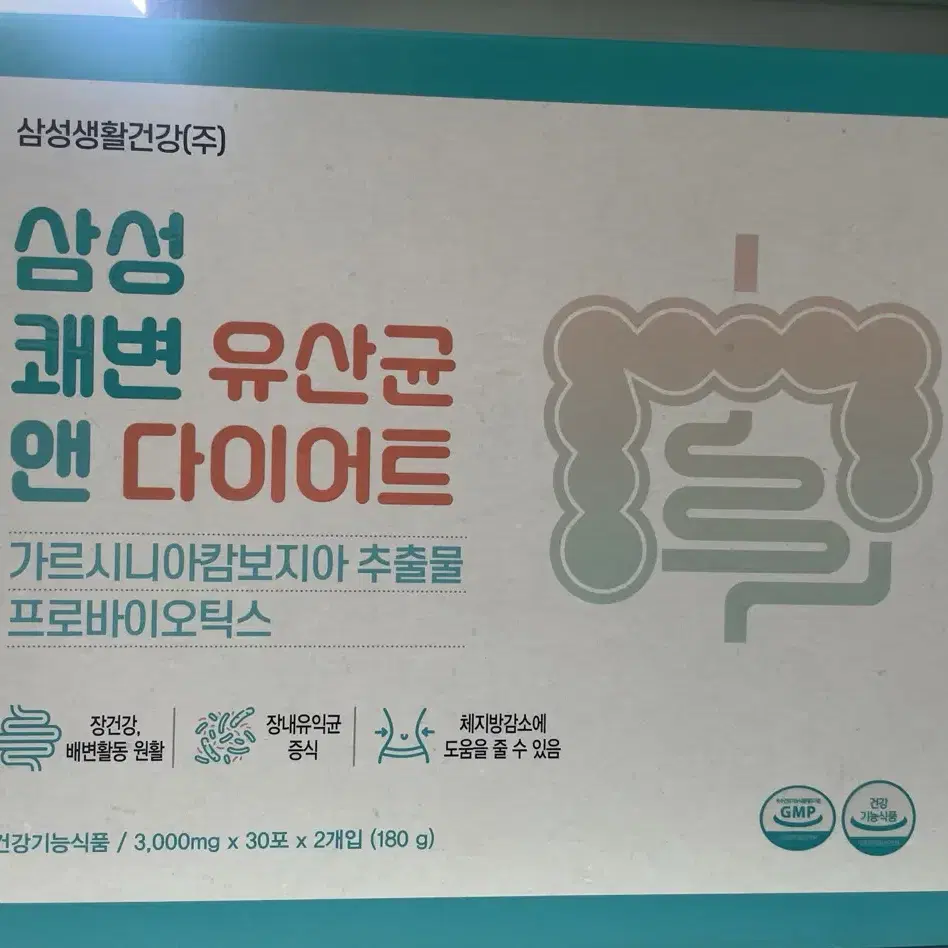 삼성생활건강(주)
삼성
쾌변 유산균
앤 다이어트
가르시니아캄보지아 추출물
프로바이오틱스
장건강,
배변활동 원활
장내유익균
증식
체지방감소에
도움을 줄 수 있음
건강기능식품 / 3,000mg x 30포 x 2개입 (180 g)
GMP
건강
기능식품